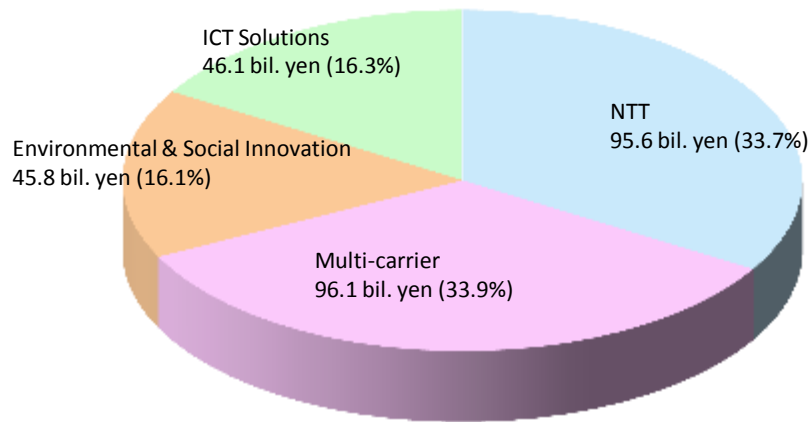 ICT Solutions
46.1 bil. yen (16.3%)
NTT
95.6 bil. yen (33.7%)
Environmental & Social Innovation
45.8 bil. yen (16.1%)
Multi-carrier
96.1 bil. yen (33.9%)